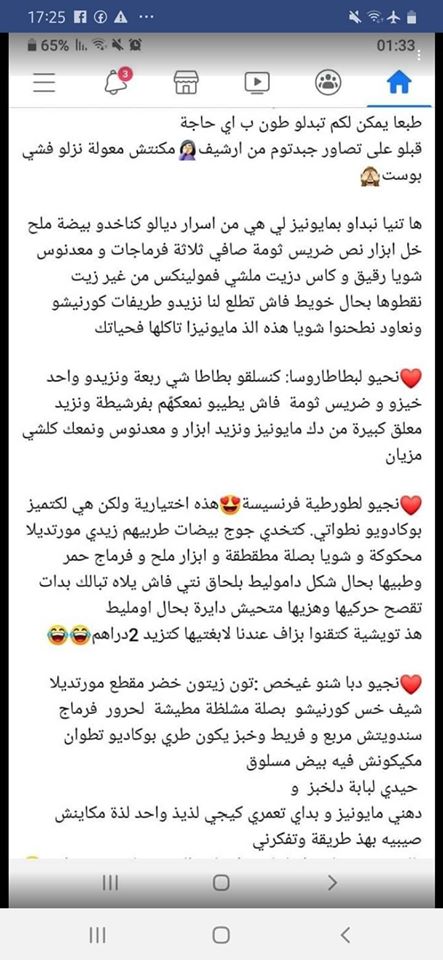 17:25
65%
01:33
3
طبعا يمكن لكم تبدلو طون ب اي حاجة
قبلو على تصاور جبدتوم من ارشيف🤦‍♀️ مكنتش معولة نزلو فشي
بوست🙈
ها تنيا نبداو بمايونيز لي هي من اسرار ديالو كناخدو بيضة ملح
خل ابزار نص ضريس ثومة صافي ثلاثة فرماجات و معدنوس
شويا رقيق و كاس دزيت ملشي فمولينكس من غير زيت
نقطوها بحال خويط فاش تطلع لنا نزيدو طريفات كورنيشو
ونعاود نطحنوا شويا هذه الذ مايونيزا تاكلها فحياتك
❤️نحيو لبطاطاروسا: كنسلقو بطاطا شي ربعة ونزيدو واحد
خيزو و ضريس ثومة فاش يطيبو نمعكهّم بفرشيطة ونزيد
معلق كبيرة من دك مايونيز ونزيد ابزار و معدنوس ونمعك كلشي
مزيان
❤️نجيو لطورطية فرنسيسة😍هذه اختيارية ولكن هي لكتميز
بوكادويو نطواتي. كتخدي جوج بيضات طربيهم زيدي مورتديلا
محكوكة و شويا بصلة مطقطقة و ابزار ملح و فرماج حمر
وطبيها بحال شكل داموليط بلحاق نتي فاش يلاه تبالك بدات
تقصح حركيها وهزيها متحيش دايرة بحال اومليط
هذ تويشية كتقنوا بزاف عندنا لابغتيها كتزيد 2دراهم😂😂
❤️نجيو دبا شنو غيخص :تون زيتون خضر مقطع مورتديلا
شيف خس كورنيشو بصلة مشلظة مطيشة لحرور فرماج
سندويتش مربع و فريط وخبز يكون طري بوكاديو تطوان
مكيكونش فيه بيض مسلوق
حيدي لبابة دلخبز و
دهني مايونيز و بداي تعمري كيجي لذيذ واحد لذة مكاينش
صيبيه بهذ طريقة وتفكرني